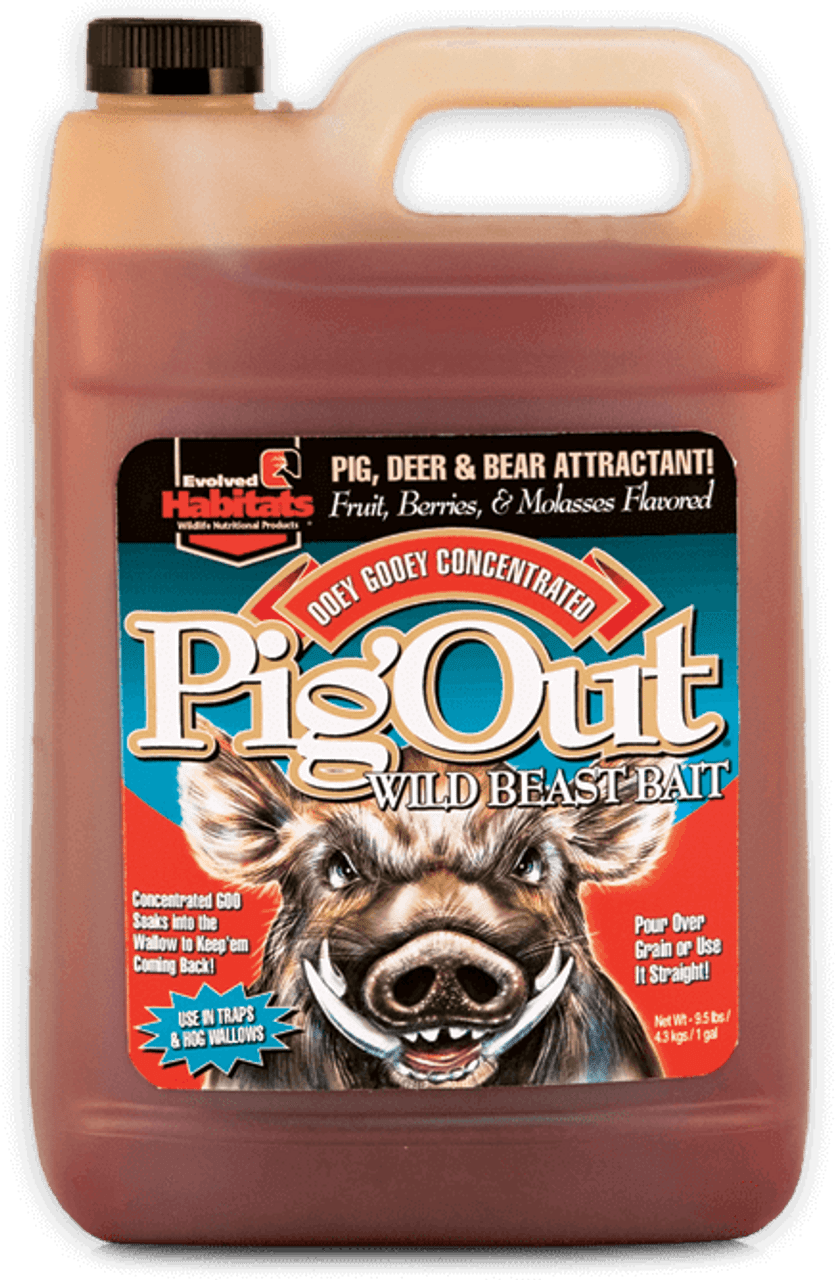 Evolved
Habitats
Wildlife Nutritional Products
PIG, DEER & BEAR ATTRACTANT!
Fruit, Berries, & Molasses Flavored
OOEY GOOEY CONCENTRATED
PigOut
WILD BEAST BAIT
Concentrated GOO
Soaks into the
Wallow to Keep'em
Coming Back!
USE IN TRAPS
& HOG WALLOWS
Pour Over
Grain or Use
It Straight!
Net Wt - 9.5 lbs /
4.3 kgs / 1 gal